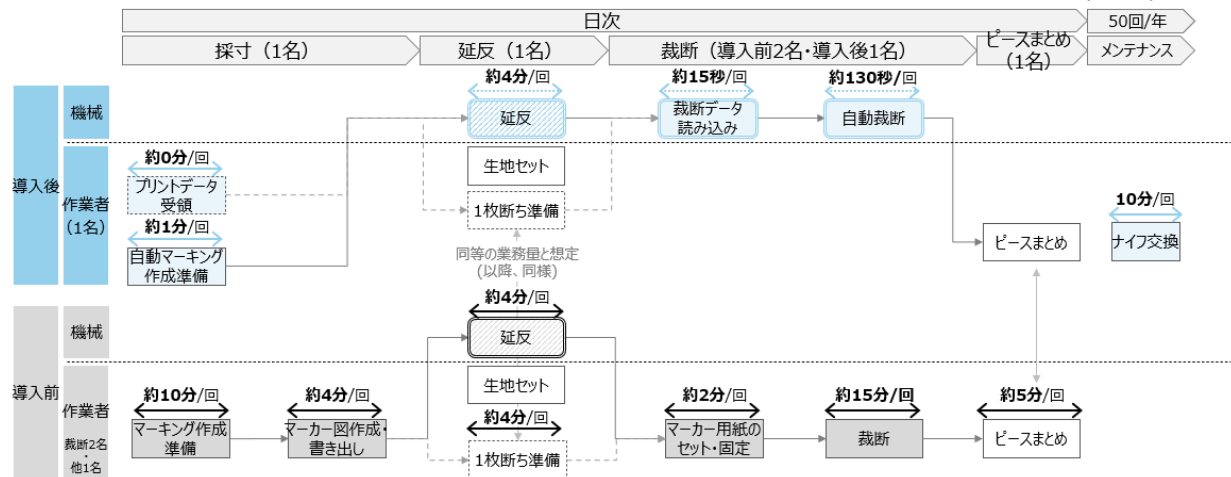 日次
50回/年
採寸（1名）
延反（1名）
裁断（導入前2名・導入後1名）
ピースまとめ
（1名）
メンテナンス
導入後
機械
約4分/回
延反
約15秒/回
裁断データ
読み込み
約130秒/回
自動裁断
作業者
（1名）
約0分/回
プリントデータ
受領
約1分/回
自動マーキング
作成準備
生地セット
1枚断ち準備
同等の業務量と想定
(以降、同様)
ピースまとめ
10分/回
ナイフ交換
導入前
機械
約4分/回
延反
作業者
裁断2名
・
他1名
約10分/回
マーキング作成
準備
約4分/回
マーカー図作成・
書き出し
生地セット
約4分/回
1枚断ち準備
約2分/回
マーカー用紙の
セット・固定
約15分/回
裁断
約5分/回
ピースまとめ